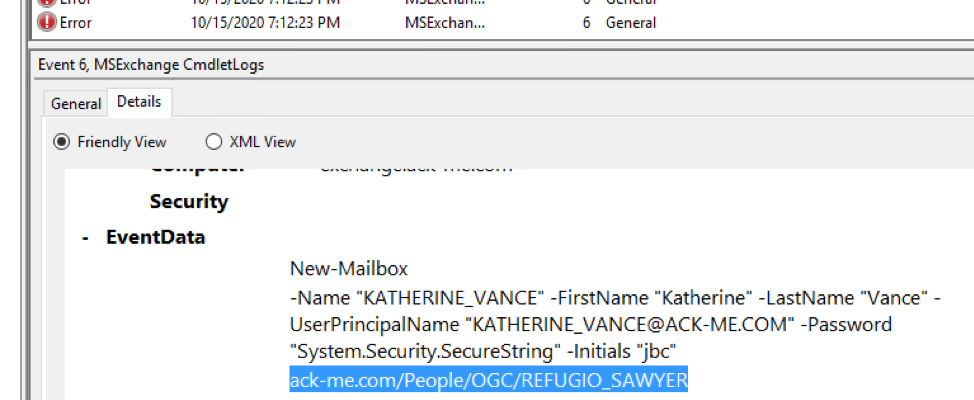 Error 10/15/2020 7:12:23 PM MSExchan... 6 General
Error 10/15/2020 7:12:23 PM MSExchan... 6 General
Event 6, MSExchange CmdletLogs
General Details
Friendly View XML View
Computer
Security
- EventData
New-Mailbox
-Name "KATHERINE_VANCE" -FirstName "Katherine" -LastName "Vance" -
UserPrincipalName "KATHERINE_VANCE@ACK-ME.COM" -Password
"System.Security.SecureString" -Initials "jbc"
ack-me.com/People/OGC/REFUGIO_SAWYER